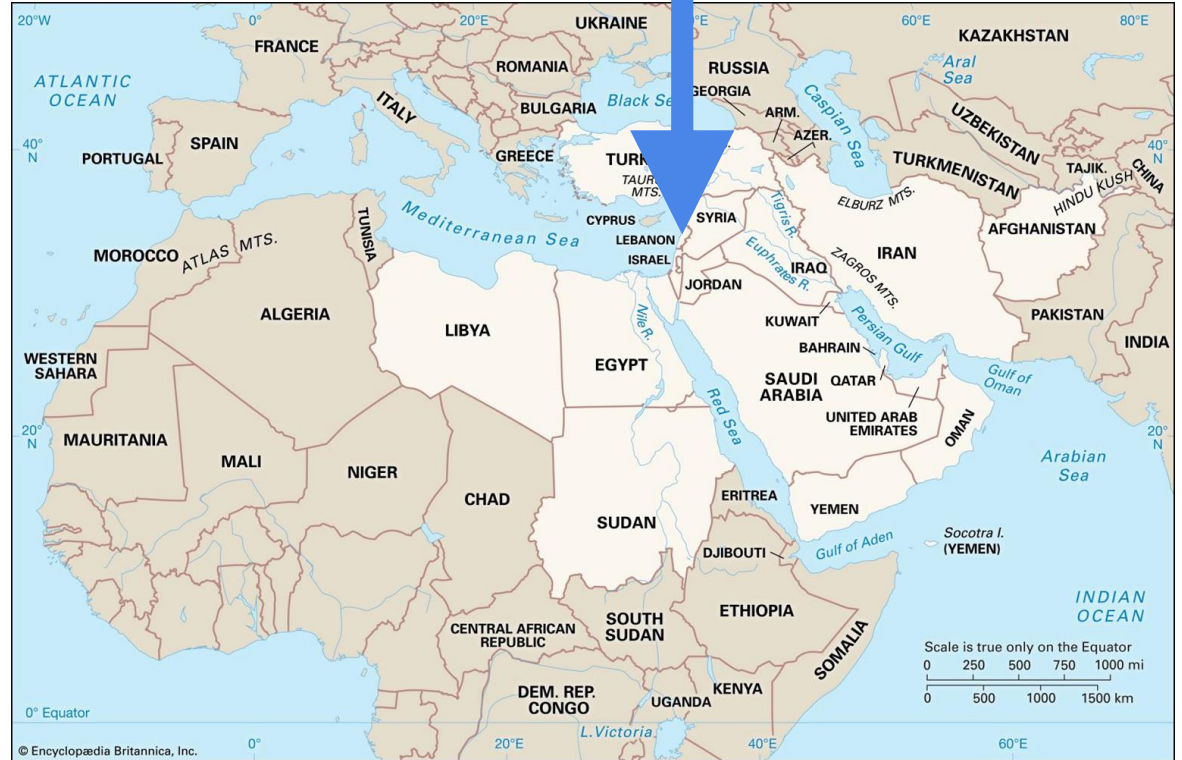 20°W
0°
20°E
60°E
80°E
UKRAINE
FRANCE
KAZAKHSTAN
ATLANTIC
OCEAN
ROMANIA
RUSSIA
Aral
Sea
GEORGIA
Caspian Sea
ITALY
BULGARIA
Black
ARM.
UZBEKISTAN
AZER.
SPAIN
40°
N
PORTUGAL
GREECE
TURKMENISTAN
TAJIK.
CHINA
40°
N
HINDU KUSH
MTS.
ELBURZ MTS.
CYPRUS
SYRIA
Tigris R.
TUNISIA
Mediterranean Sea
LEBANON
AFGHANISTAN
MOROCCO
ATLAS MTS.
ISRAEL
Euphrates R.
IRAQ
IRAN
ZAGROS MTS.
JORDAN
ALGERIA
LIBYA
Nile R.
KUWAIT
Persian Gulf
PAKISTAN
INDIA
WESTERN
SAHARA
EGYPT
BAHRAIN
SAUDI
ARABIA
QATAR
Gulf of
Oman
Red Sea
UNITED ARAB
EMIRATES
OMAN
20°
N
20°
N
MAURITANIA
MALI
NIGER
CHAD
Arabian
Sea
ERITREA
YEMEN
SUDAN
Socotra I.
(YEMEN)
DJIBOUTI
Gulf of Aden
CENTRAL AFRICAN
REPUBLIC
SOUTH
SUDAN
ETHIOPIA
SOMALIA
INDIAN
OCEAN
Scale is true only on the Equator
0 250 500 750 1000 mi
0 500 1000 1500 km
DEM. REP.
CONGO
UGANDA
KENYA
0° Equator
L.Victoria
© Encyclopædia Britannica, Inc.
0°
20°E
40°E
60°E